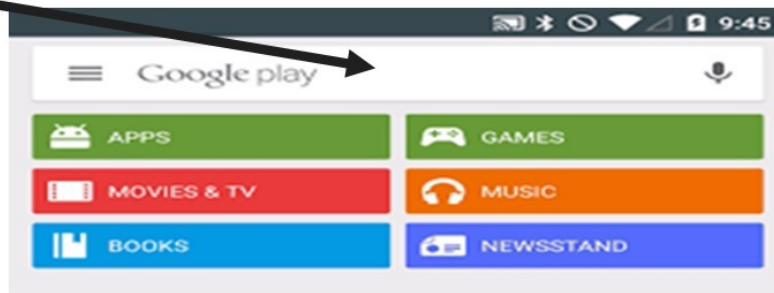 9:45
Google play
APPS
GAMES
MOVIES & TV
MUSIC
BOOKS
NEWSSTAND